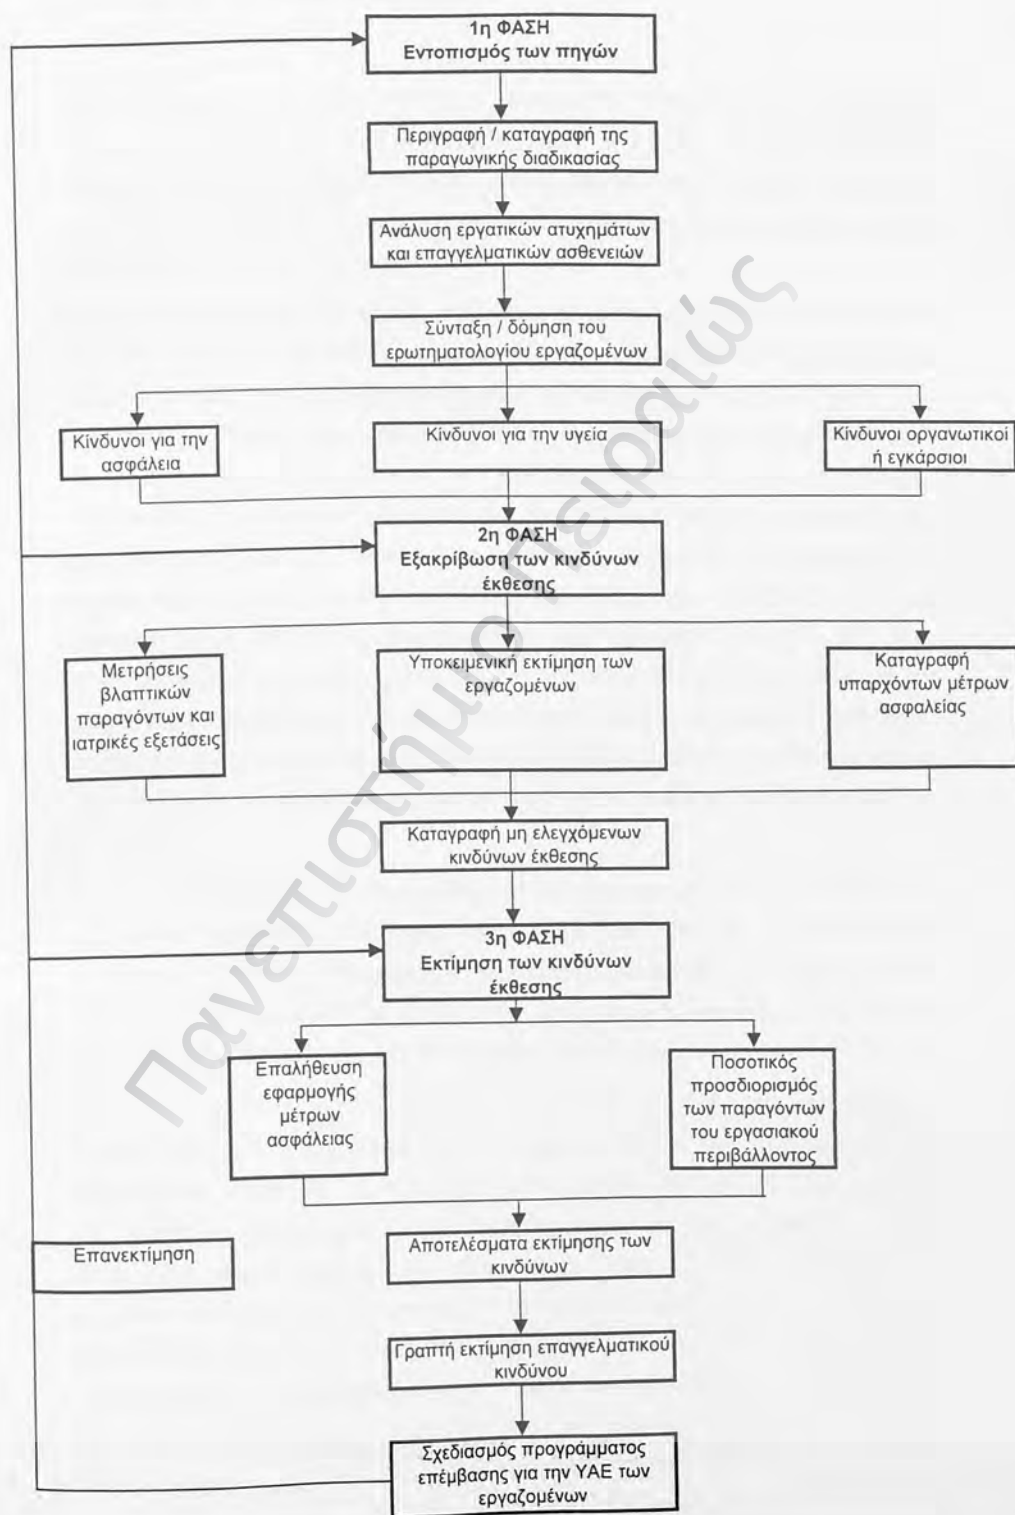 1η ΦΑΣΗ
Εντοπισμός των πηγών
Περιγραφή / καταγραφή της
παραγωγικής διαδικασίας
Ανάλυση εργατικών ατυχημάτων
και επαγγελματικών ασθενειών
Σύνταξη / δόμηση του
ερωτηματολογίου εργαζομένων
Κίνδυνοι για την
ασφάλεια
Κίνδυνοι για την υγεία
Κίνδυνοι οργανωτικοί
ή εγκάρσιοι
2η ΦΑΣΗ
Εξακρίβωση των κινδύνων
έκθεσης
Μετρήσεις
βλαπτικών
παραγόντων και
ιατρικές εξετάσεις
Υποκειμενική εκτίμηση των
εργαζομένων
Καταγραφή
υπαρχόντων μέτρων
ασφαλείας
Καταγραφή μη ελεγχόμενων
κινδύνων έκθεσης
3η ΦΑΣΗ
Εκτίμηση των κινδύνων
έκθεσης
Επαλήθευση
εφαρμογής
μέτρων
ασφάλειας
Ποσοτικός
προσδιορισμός
των παραγόντων
του εργασιακού
περιβάλλοντος
Επανεκτίμηση
Αποτελέσματα εκτίμησης των
κινδύνων
Γραπτή εκτίμηση επαγγελματικού
κινδύνου
Σχεδιασμός προγράμματος
επέμβασης για την ΥΑΕ των
εργαζομένων
Πανεπιστήμιο Πειραιώς